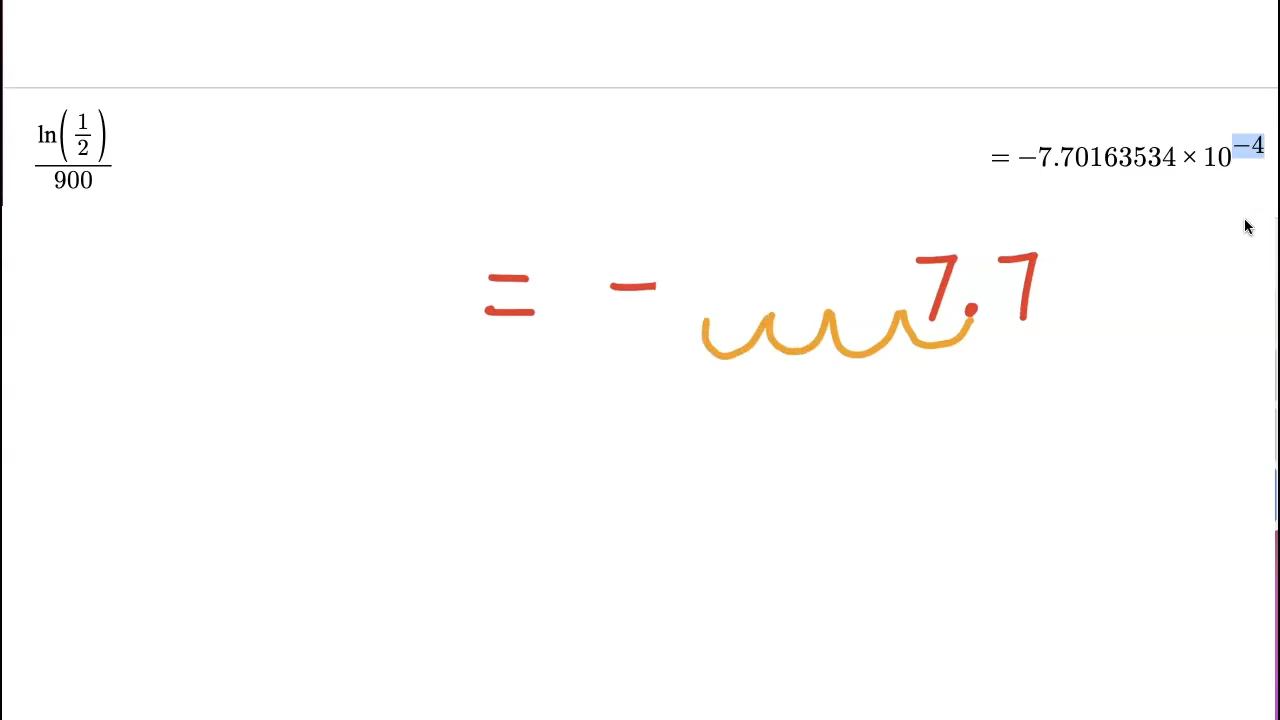 ln(1/2)/900 = −7.70163534 × 10^−4
= − 7.7